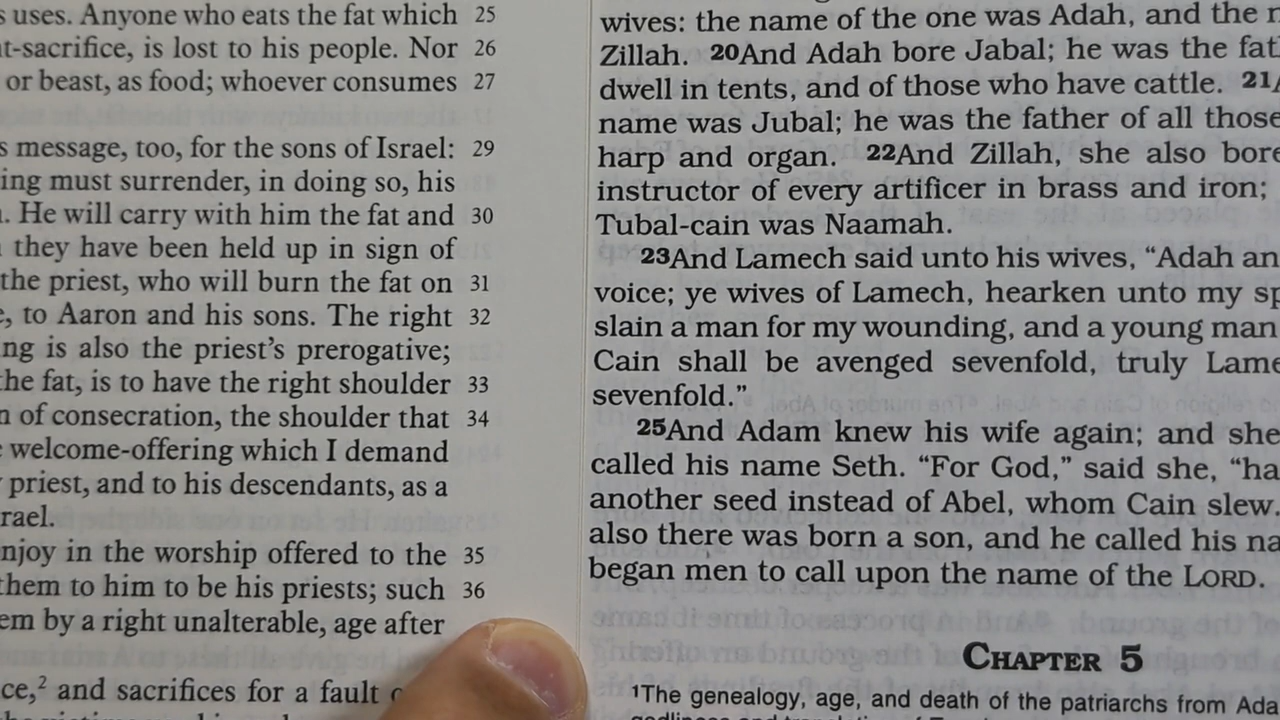 uses. Anyone who eats the fat which 25
t-sacrifice, is lost to his people. Nor 26
or beast, as food; whoever consumes 27
s message, too, for the sons of Israel: 29
ing must surrender, in doing so, his
. He will carry with him the fat and 30
they have been held up in sign of
the priest, who will burn the fat on 31
, to Aaron and his sons. The right 32
ng is also the priest's prerogative;
the fat, is to have the right shoulder 33
n of consecration, the shoulder that 34
welcome-offering which I demand
priest, and to his descendants, as a
rael.
njoy in the worship offered to the 35
them to him to be his priests; such 36
em by a right unalterable, age after
ce,² and sacrifices for a fault
wives: the name of the one was Adah, and the
Zillah. 20And Adah bore Jabal; he was the fat
dwell in tents, and of those who have cattle. 21
name was Jubal; he was the father of all those
harp and organ. 22And Zillah, she also bore
instructor of every artificer in brass and iron;
Tubal-cain was Naamah.
23And Lamech said unto his wives, “Adah an
voice; ye wives of Lamech, hearken unto my sp
slain a man for my wounding, and a young man
Cain shall be avenged sevenfold, truly Lame
sevenfold.”
25And Adam knew his wife again; and she
called his name Seth. “For God,” said she, “ha
another seed instead of Abel, whom Cain slew.
also there was born a son, and he called his na
began men to call upon the name of the LORD.
CHAPTER 5
¹The genealogy, age, and death of the patriarchs from Ada